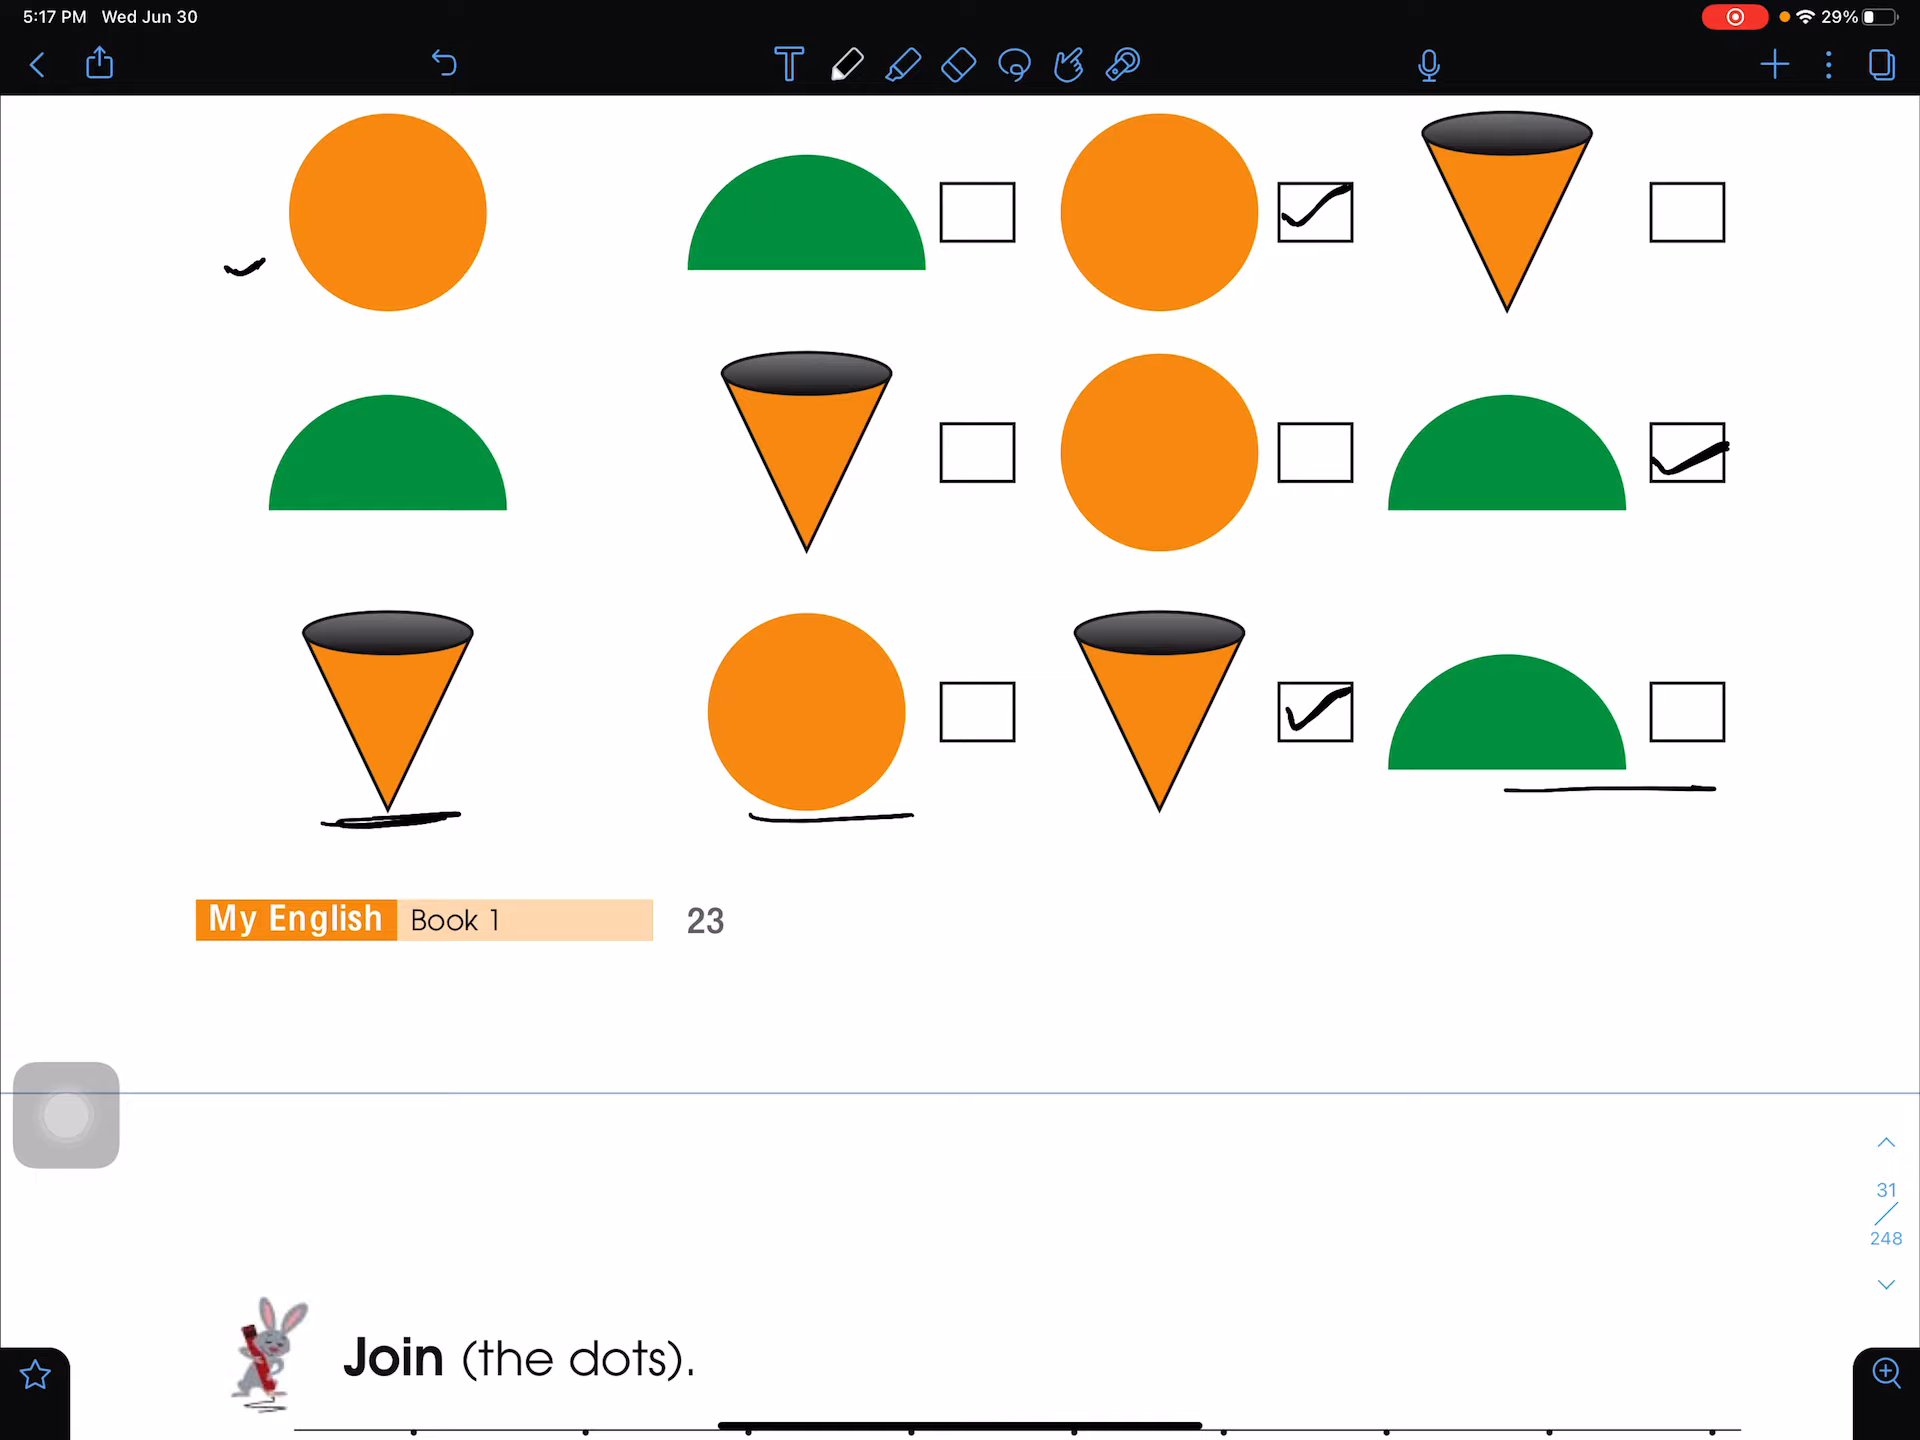 5:17 PM Wed Jun 30
29%
T
My English Book 1 23
31
248
Join (the dots).